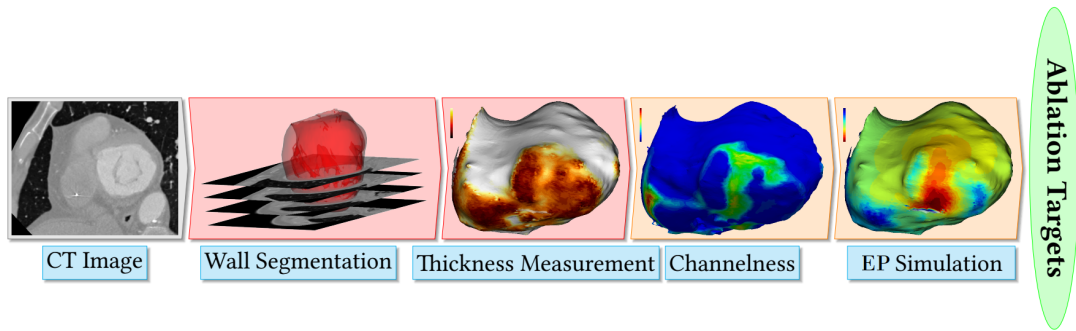 CT Image
Wall Segmentation
Thickness Measurement
Channelness
EP Simulation
Ablation Targets